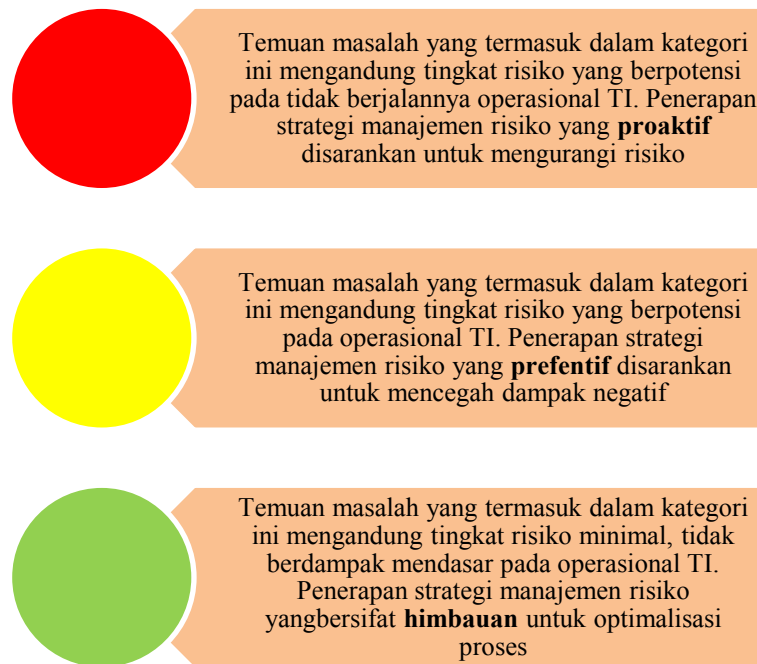 Temuan masalah yang termasuk dalam kategori
ini mengandung tingkat risiko yang berpotensi
pada tidak berjalannya operasional TI. Penerapan
strategi manajemen risiko yang proaktif
disarankan untuk mengurangi risiko
Temuan masalah yang termasuk dalam kategori
ini mengandung tingkat risiko yang berpotensi
pada operasional TI. Penerapan strategi
manajemen risiko yang prefentif disarankan
untuk mencegah dampak negatif
Temuan masalah yang termasuk dalam kategori
ini mengandung tingkat risiko minimal, tidak
berdampak mendasar pada operasional TI.
Penerapan strategi manajemen risiko
yangbersifat himbauan untuk optimalisasi
proses